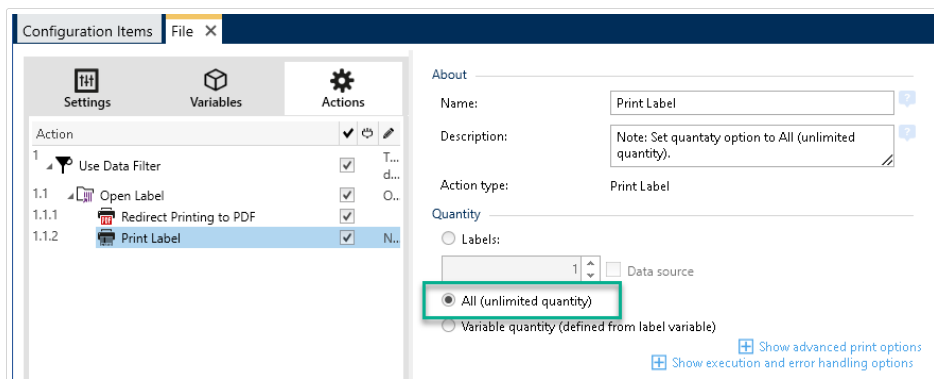 Configuration Items File
Settings Variables Actions
Action
1 Use Data Filter T...
d...
1.1 Open Label O...
1.1.1 Redirect Printing to PDF
1.1.2 Print Label N...
About
Name: Print Label
Description: Note: Set quantaty option to All (unlimited
quantity).
Action type: Print Label
Quantity
Labels:
1 Data source
All (unlimited quantity)
Variable quantity (defined from label variable)
Show advanced print options
Show execution and error handling options